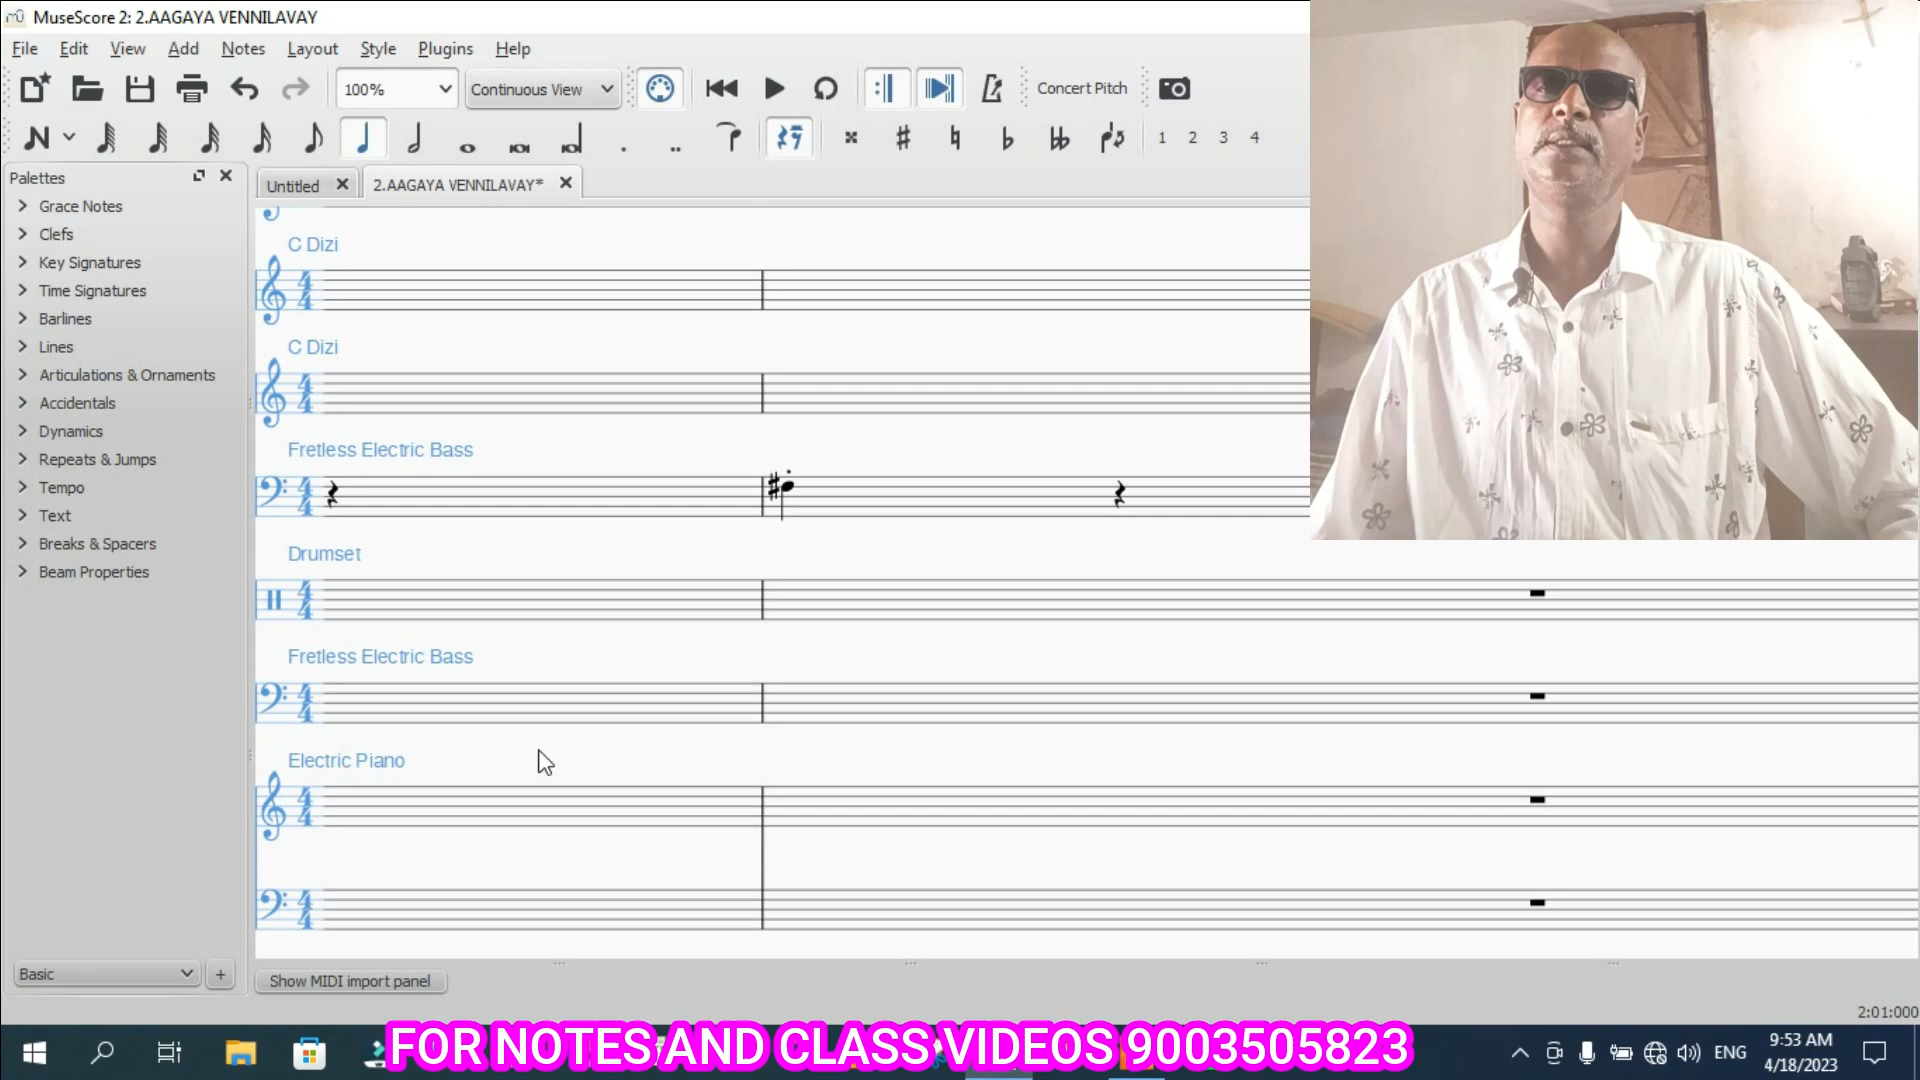 MuseScore 2: 2.AAGAYA VENNILAVAY
File Edit View Add Notes Layout Style Plugins Help
100% Continuous View Concert Pitch
1 2 3 4
Palettes
Untitled 2.AAGAYA VENNILAVAY*
Grace Notes
Clefs
Key Signatures
Time Signatures
Barlines
Lines
Articulations & Ornaments
Accidentals
Dynamics
Repeats & Jumps
Tempo
Text
Breaks & Spacers
Beam Properties
C Dizi
C Dizi
Fretless Electric Bass
Drumset
Fretless Electric Bass
Electric Piano
Basic
Show MIDI import panel
2:01:000
FOR NOTES AND CLASS VIDEOS 9003505823
ENG
9:53 AM
4/18/2023